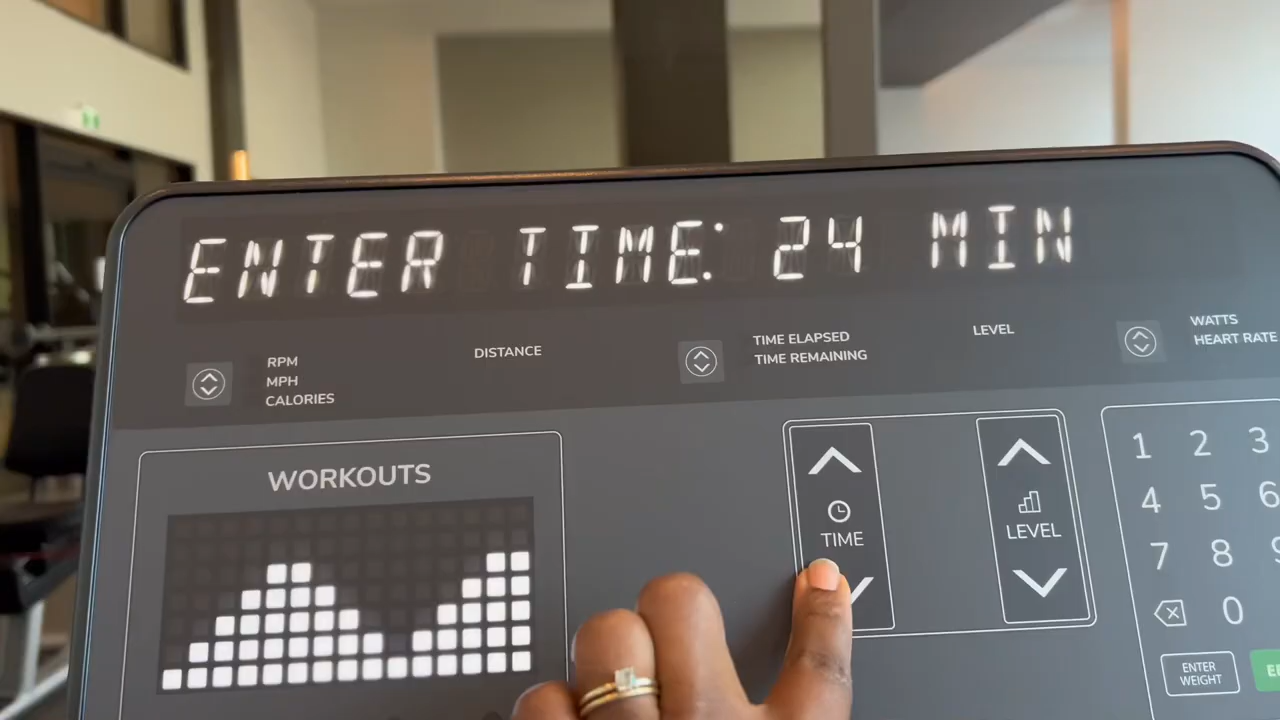 ENTER TIME: 24 MIN
RPM
MPH
CALORIES
DISTANCE
TIME ELAPSED
TIME REMAINING
LEVEL
WATTS
HEART RATE
WORKOUTS
TIME
LEVEL
1 2 3
4 5 6
7 8 9
0
ENTER
WEIGHT